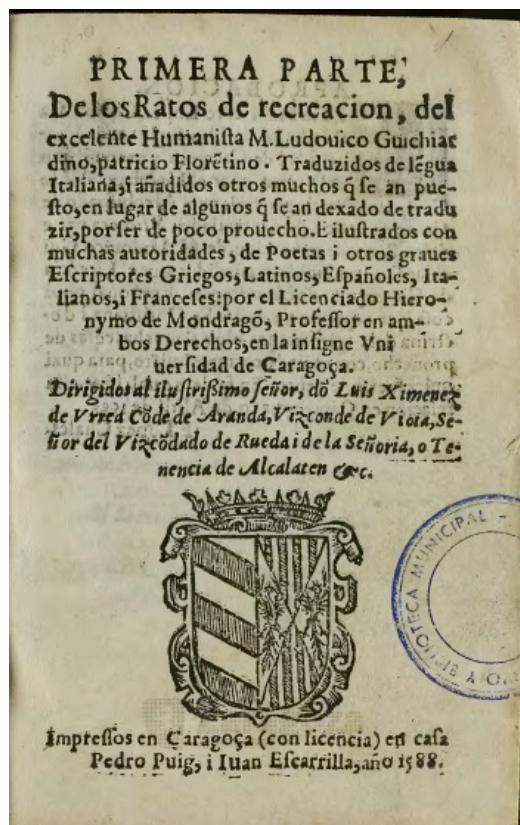 PRIMERA PARTE,
De los Ratos de recreacion, del
excelente Humaniſta M. Ludouico Guichiar
dino, patricio Florẽtino. Traduzidos de lẽgua
Italiana, i añadidos otros muchos q̃ ſe an pue-
ſto, en lugar de algunos q̃ ſe an dexado de tradu
zir, por ſer de poco prouecho. E iluſtrados con
muchas autoridades, de Poetas i otros graues
Eſcriptores Griegos, Latinos, Eſpañoles, Ita-
lianos, i Franceſes: por el Licenciado Hiero-
nymo de Mondragõ, Profeſſor en am-
bos Derechos, en la inſigne Vni
uerſidad de Caragoça.
Dirigidos al iluſtriſsimo ſeñor, dõ Luis Ximenez
de Vrrea Cõde de Aranda, Vizconde de Viota, Se-
ñor del Vizcõdado de Rueda i de la Señoria, o Te-
nencia de Alcalaten &c.
Y BIBLIOTECA MUNICIPAL -
Impreſſos en Caragoça (con licẽcia) en caſa
Pedro Puig, i Iuan Eſcarrilla, año 1588.